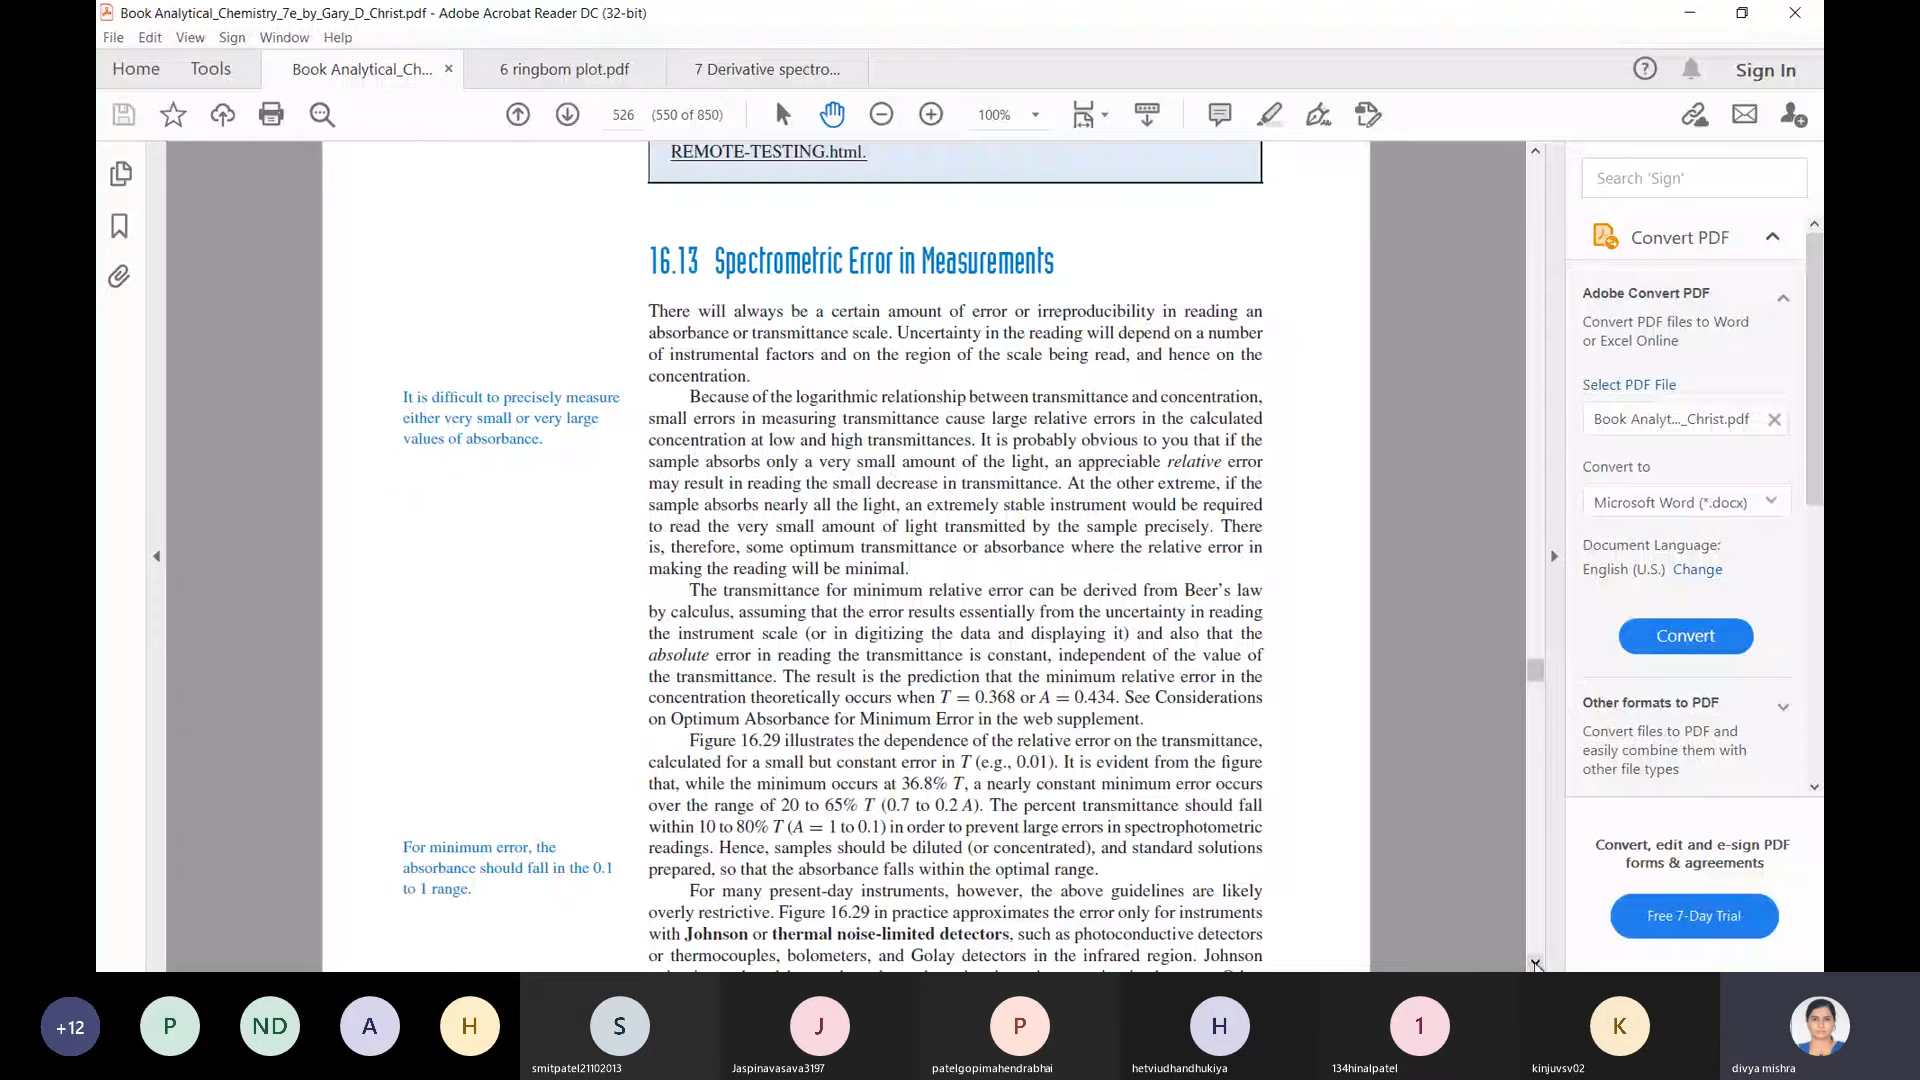 Book Analytical_Chemistry_7e_by_Gary_D_Christ.pdf - Adobe Acrobat Reader DC (32-bit)
File Edit View Sign Window Help
Home Tools Book Analytical_Ch... × 6 ringbom plot.pdf 7 Derivative spectro... Sign In
526 (550 of 850) 100%
REMOTE-TESTING.html.
16.13 Spectrometric Error in Measurements
There will always be a certain amount of error or irreproducibility in reading an
absorbance or transmittance scale. Uncertainty in the reading will depend on a number
of instrumental factors and on the region of the scale being read, and hence on the
concentration.
It is difficult to precisely measure
either very small or very large
values of absorbance.
Because of the logarithmic relationship between transmittance and concentration,
small errors in measuring transmittance cause large relative errors in the calculated
concentration at low and high transmittances. It is probably obvious to you that if the
sample absorbs only a very small amount of the light, an appreciable relative error
may result in reading the small decrease in transmittance. At the other extreme, if the
sample absorbs nearly all the light, an extremely stable instrument would be required
to read the very small amount of light transmitted by the sample precisely. There
is, therefore, some optimum transmittance or absorbance where the relative error in
making the reading will be minimal.
The transmittance for minimum relative error can be derived from Beer's law
by calculus, assuming that the error results essentially from the uncertainty in reading
the instrument scale (or in digitizing the data and displaying it) and also that the
absolute error in reading the transmittance is constant, independent of the value of
the transmittance. The result is the prediction that the minimum relative error in the
concentration theoretically occurs when T = 0.368 or A = 0.434. See Considerations
on Optimum Absorbance for Minimum Error in the web supplement.
Figure 16.29 illustrates the dependence of the relative error on the transmittance,
calculated for a small but constant error in T (e.g., 0.01). It is evident from the figure
that, while the minimum occurs at 36.8% T, a nearly constant minimum error occurs
over the range of 20 to 65% T (0.7 to 0.2 A). The percent transmittance should fall
within 10 to 80% T (A = 1 to 0.1) in order to prevent large errors in spectrophotometric
readings. Hence, samples should be diluted (or concentrated), and standard solutions
prepared, so that the absorbance falls within the optimal range.
For minimum error, the
absorbance should fall in the 0.1
to 1 range.
For many present-day instruments, however, the above guidelines are likely
overly restrictive. Figure 16.29 in practice approximates the error only for instruments
with Johnson or thermal noise-limited detectors, such as photoconductive detectors
or thermocouples, bolometers, and Golay detectors in the infrared region. Johnson
Search 'Sign'
Convert PDF
Adobe Convert PDF
Convert PDF files to Word
or Excel Online
Select PDF File
Book Analyt..._Christ.pdf
Convert to
Microsoft Word (*.docx)
Document Language:
English (U.S.) Change
Convert
Other formats to PDF
Convert files to PDF and
easily combine them with
other file types
Convert, edit and e-sign PDF
forms & agreements
Free 7-Day Trial
+12 P ND A H S J P H 1 K
smitpatel21102013 Jaspinavasava3197 patelgopimahendrabhai hetviudhandhukiya 134hinalpatel kinjuvsv02 divya mishra